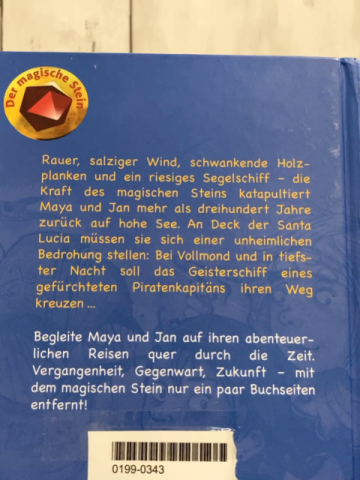 Der magische Stein
Rauer, salziger Wind, schwankende Holz-
planken und ein riesiges Segelschiff – die
Kraft des magischen Steins katapultiert
Maya und Jan mehr als dreihundert Jahre
zurück auf hohe See. An Deck der Santa
Lucia müssen sie sich einer unheimlichen
Bedrohung stellen: Bei Vollmond und in tiefs-
ter Nacht soll das Geisterschiff eines
gefürchteten Piratenkapitäns ihren Weg
kreuzen ...
Begleite Maya und Jan auf ihren abenteuer-
lichen Reisen quer durch die Zeit.
Vergangenheit, Gegenwart, Zukunft – mit
dem magischen Stein nur ein paar Buchseiten
entfernt!
0199-0343